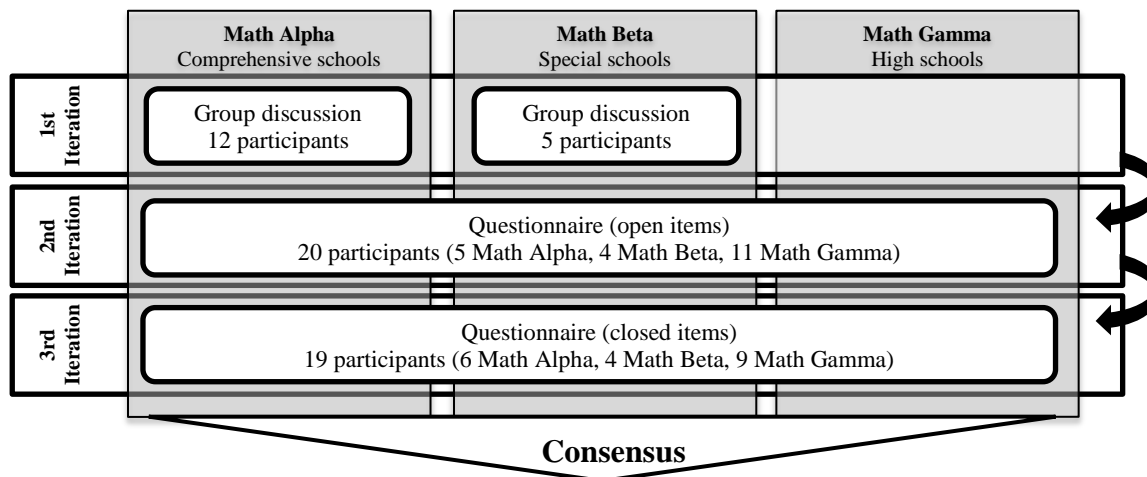 Math Alpha
Comprehensive schools
Math Beta
Special schools
Math Gamma
High schools
1st
Iteration
Group discussion
12 participants
Group discussion
5 participants
2nd
Iteration
Questionnaire (open items)
20 participants (5 Math Alpha, 4 Math Beta, 11 Math Gamma)
3rd
Iteration
Questionnaire (closed items)
19 participants (6 Math Alpha, 4 Math Beta, 9 Math Gamma)
Consensus